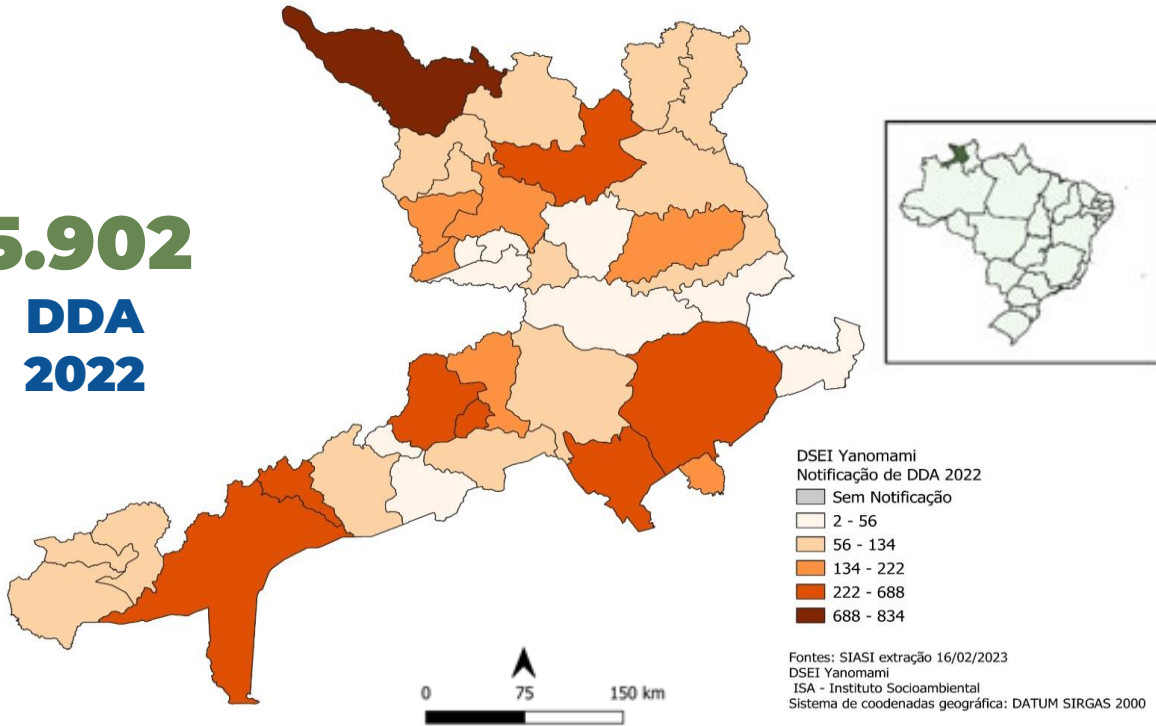 5.902
DDA
2022
DSEI Yanomami
Notificação de DDA 2022
Sem Notificação
2 - 56
56 - 134
134 - 222
222 - 688
688 - 834
0 75 150 km
Fontes: SIASI extração 16/02/2023
DSEI Yanomami
ISA - Instituto Socioambiental
Sistema de coodenadas geográfica: DATUM SIRGAS 2000